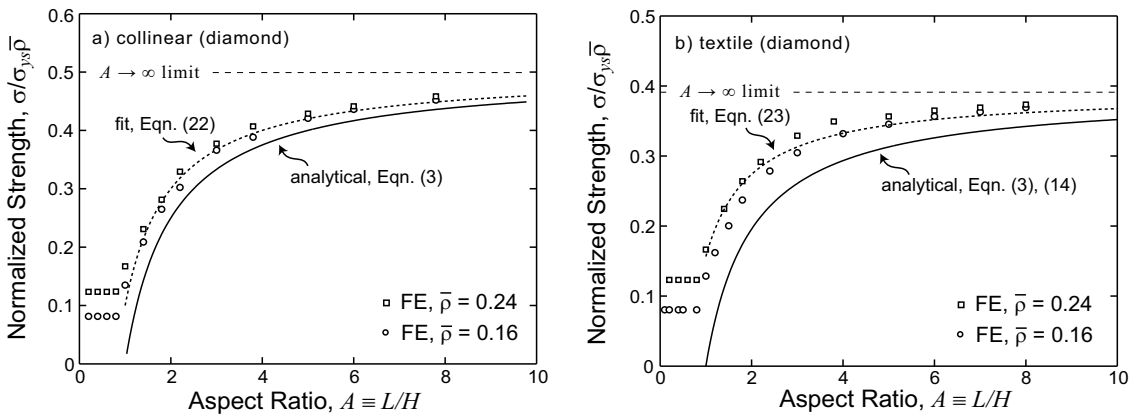 a) collinear (diamond)
A → ∞ limit
fit, Eqn. (22)
analytical, Eqn. (3)
FE, ρ̅ = 0.24
FE, ρ̅ = 0.16
Normalized Strength, σ/σ_ys ρ̅
0.6
0.5
0.4
0.3
0.2
0.1
0
0 2 4 6 8 10
Aspect Ratio, A ≡ L/H
b) textile (diamond)
A → ∞ limit
fit, Eqn. (23)
analytical, Eqn. (3), (14)
FE, ρ̅ = 0.24
FE, ρ̅ = 0.16
Normalized Strength, σ/σ_ys ρ̅
0.5
0.4
0.3
0.2
0.1
0
0 2 4 6 8 10
Aspect Ratio, A ≡ L/H